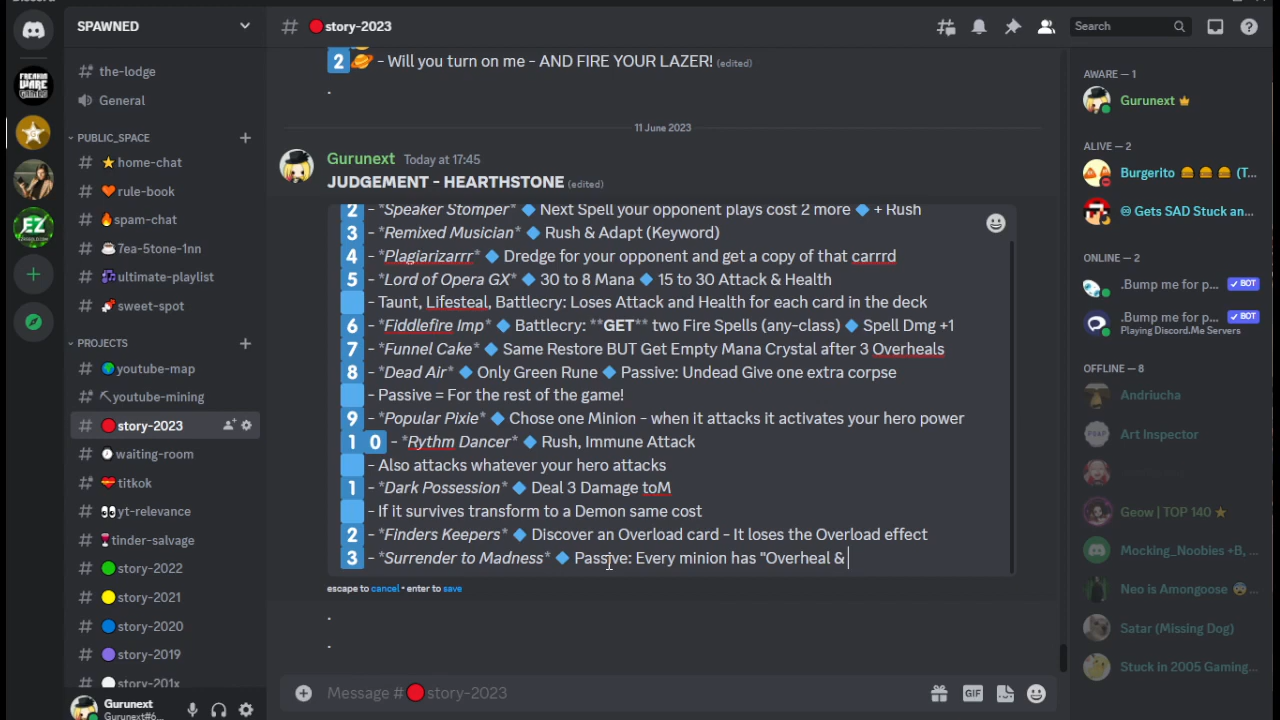 Discord
SPAWNED
the-lodge
General
PUBLIC_SPACE
home-chat
rule-book
spam-chat
7ea-5tone-1nn
ultimate-playlist
sweet-spot
PROJECTS
youtube-map
youtube-mining
story-2023
waiting-room
titkok
yt-relevance
tinder-salvage
story-2022
story-2021
story-2020
story-2019
story-201x
Gurunext
Gurunext#6...
FREAKIN WARE GAMERS
EZ
# story-2023
Search
2 - Will you turn on me - AND FIRE YOUR LAZER! (edited)
.
11 June 2023
Gurunext Today at 17:45
JUDGEMENT - HEARTHSTONE (edited)
2 - *Speaker Stomper* 🔷 Next Spell your opponent plays cost 2 more 🔷 + Rush
3 - *Remixed Musician* 🔷 Rush & Adapt (Keyword)
4 - *Plagiarizarrr* 🔷 Dredge for your opponent and get a copy of that carrrd
5 - *Lord of Opera GX* 🔷 30 to 8 Mana 🔷 15 to 30 Attack & Health
- Taunt, Lifesteal, Battlecry: Loses Attack and Health for each card in the deck
6 - *Fiddlefire Imp* 🔷 Battlecry: **GET** two Fire Spells (any-class) 🔷 Spell Dmg +1
7 - *Funnel Cake* 🔷 Same Restore BUT Get Empty Mana Crystal after 3 Overheals
8 - *Dead Air* 🔷 Only Green Rune 🔷 Passive: Undead Give one extra corpse
- Passive = For the rest of the game!
9 - *Popular Pixie* 🔷 Chose one Minion - when it attacks it activates your hero power
1 0 - *Rythm Dancer* 🔷 Rush, Immune Attack
- Also attacks whatever your hero attacks
1 - *Dark Possession* 🔷 Deal 3 Damage toM
- If it survives transform to a Demon same cost
2 - *Finders Keepers* 🔷 Discover an Overload card - It loses the Overload effect
3 - *Surrender to Madness* 🔷 Passive: Every minion has "Overheal &
escape to cancel • enter to save
.
.
Message # story-2023
GIF
AWARE — 1
Gurunext
ALIVE — 2
Burgerito 🍔 🍔 🍔 (T...
Gets SAD Stuck an...
ONLINE — 2
.Bump me for p... ✓ BOT
.Bump me for p... ✓ BOT
Playing Discord.Me Servers
OFFLINE — 8
Andriucha
Art Inspector
Geow | TOP 140
Mocking_Noobies +B, ...
Neo is Amongoose ...
Satar (Missing Dog)
Stuck in 2005 Gaming...